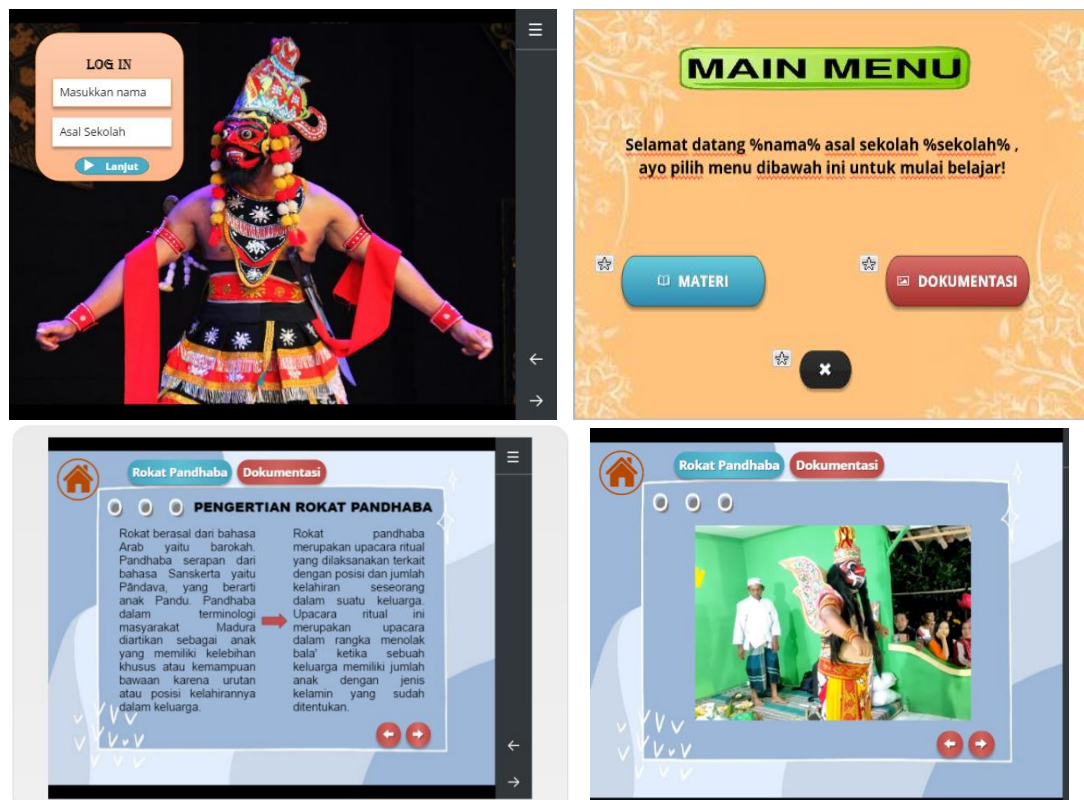 LOG IN
Masukkan nama
Asal Sekolah
Lanjut
MAIN MENU
Selamat datang %nama% asal sekolah %sekolah% ,
ayo pilih menu dibawah ini untuk mulai belajar!
MATERI
DOKUMENTASI
Rokat Pandhaba
Dokumentasi
PENGERTIAN ROKAT PANDHABA
Rokat berasal dari bahasa
Arab yaitu barokah.
Pandhaba serapan dari
bahasa Sanskerta yaitu
Pândava, yang berarti
anak Pandu. Pandhaba
dalam terminologi
masyarakat Madura
diartikan sebagai anak
yang memiliki kelebihan
khusus atau kemampuan
bawaan karena urutan
atau posisi kelahirannya
dalam keluarga.
Rokat pandhaba
merupakan upacara ritual
yang dilaksanakan terkait
dengan posisi dan jumlah
kelahiran seseorang
dalam suatu keluarga.
Upacara ritual ini
merupakan upacara
dalam rangka menolak
bala' ketika sebuah
keluarga memiliki jumlah
anak dengan jenis
kelamin yang sudah
ditentukan.
Rokat Pandhaba
Dokumentasi